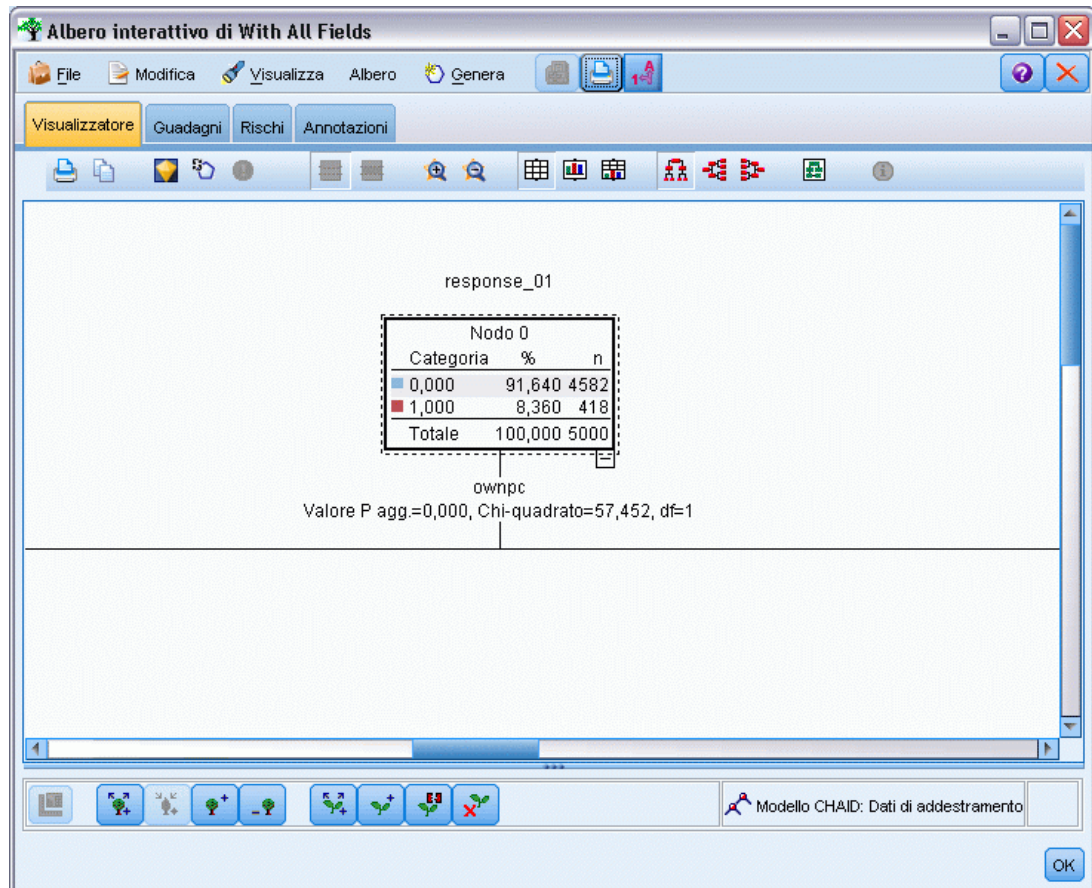 Albero interattivo di With All Fields
File Modifica Visualizza Albero Genera
Visualizzatore Guadagni Rischi Annotazioni
response_01
Nodo 0
Categoria % n
0,000 91,640 4582
1,000 8,360 418
Totale 100,000 5000
ownpc
Valore P agg.=0,000, Chi-quadrato=57,452, df=1
Modello CHAID: Dati di addestramento
OK